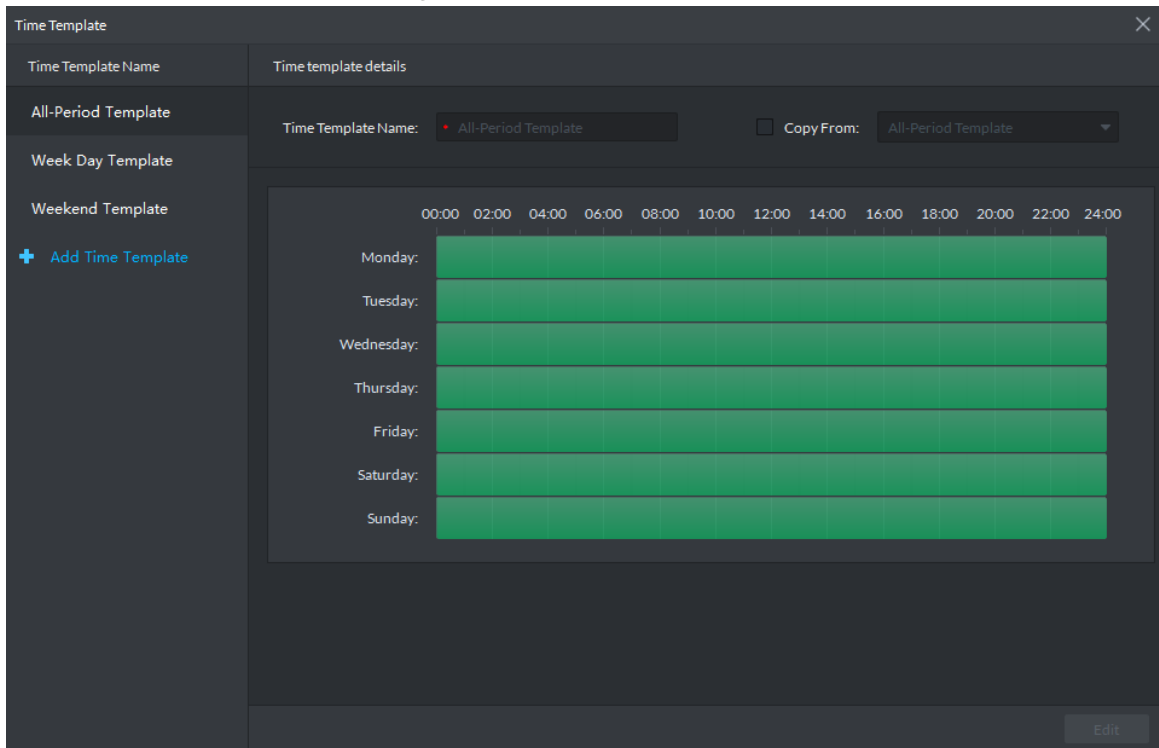 Time Template
Time Template Name
Time template details
All-Period Template
Week Day Template
Weekend Template
Add Time Template
Time Template Name: * All-Period Template
Copy From: All-Period Template
00:00 02:00 04:00 06:00 08:00 10:00 12:00 14:00 16:00 18:00 20:00 22:00 24:00
Monday:
Tuesday:
Wednesday:
Thursday:
Friday:
Saturday:
Sunday:
Edit